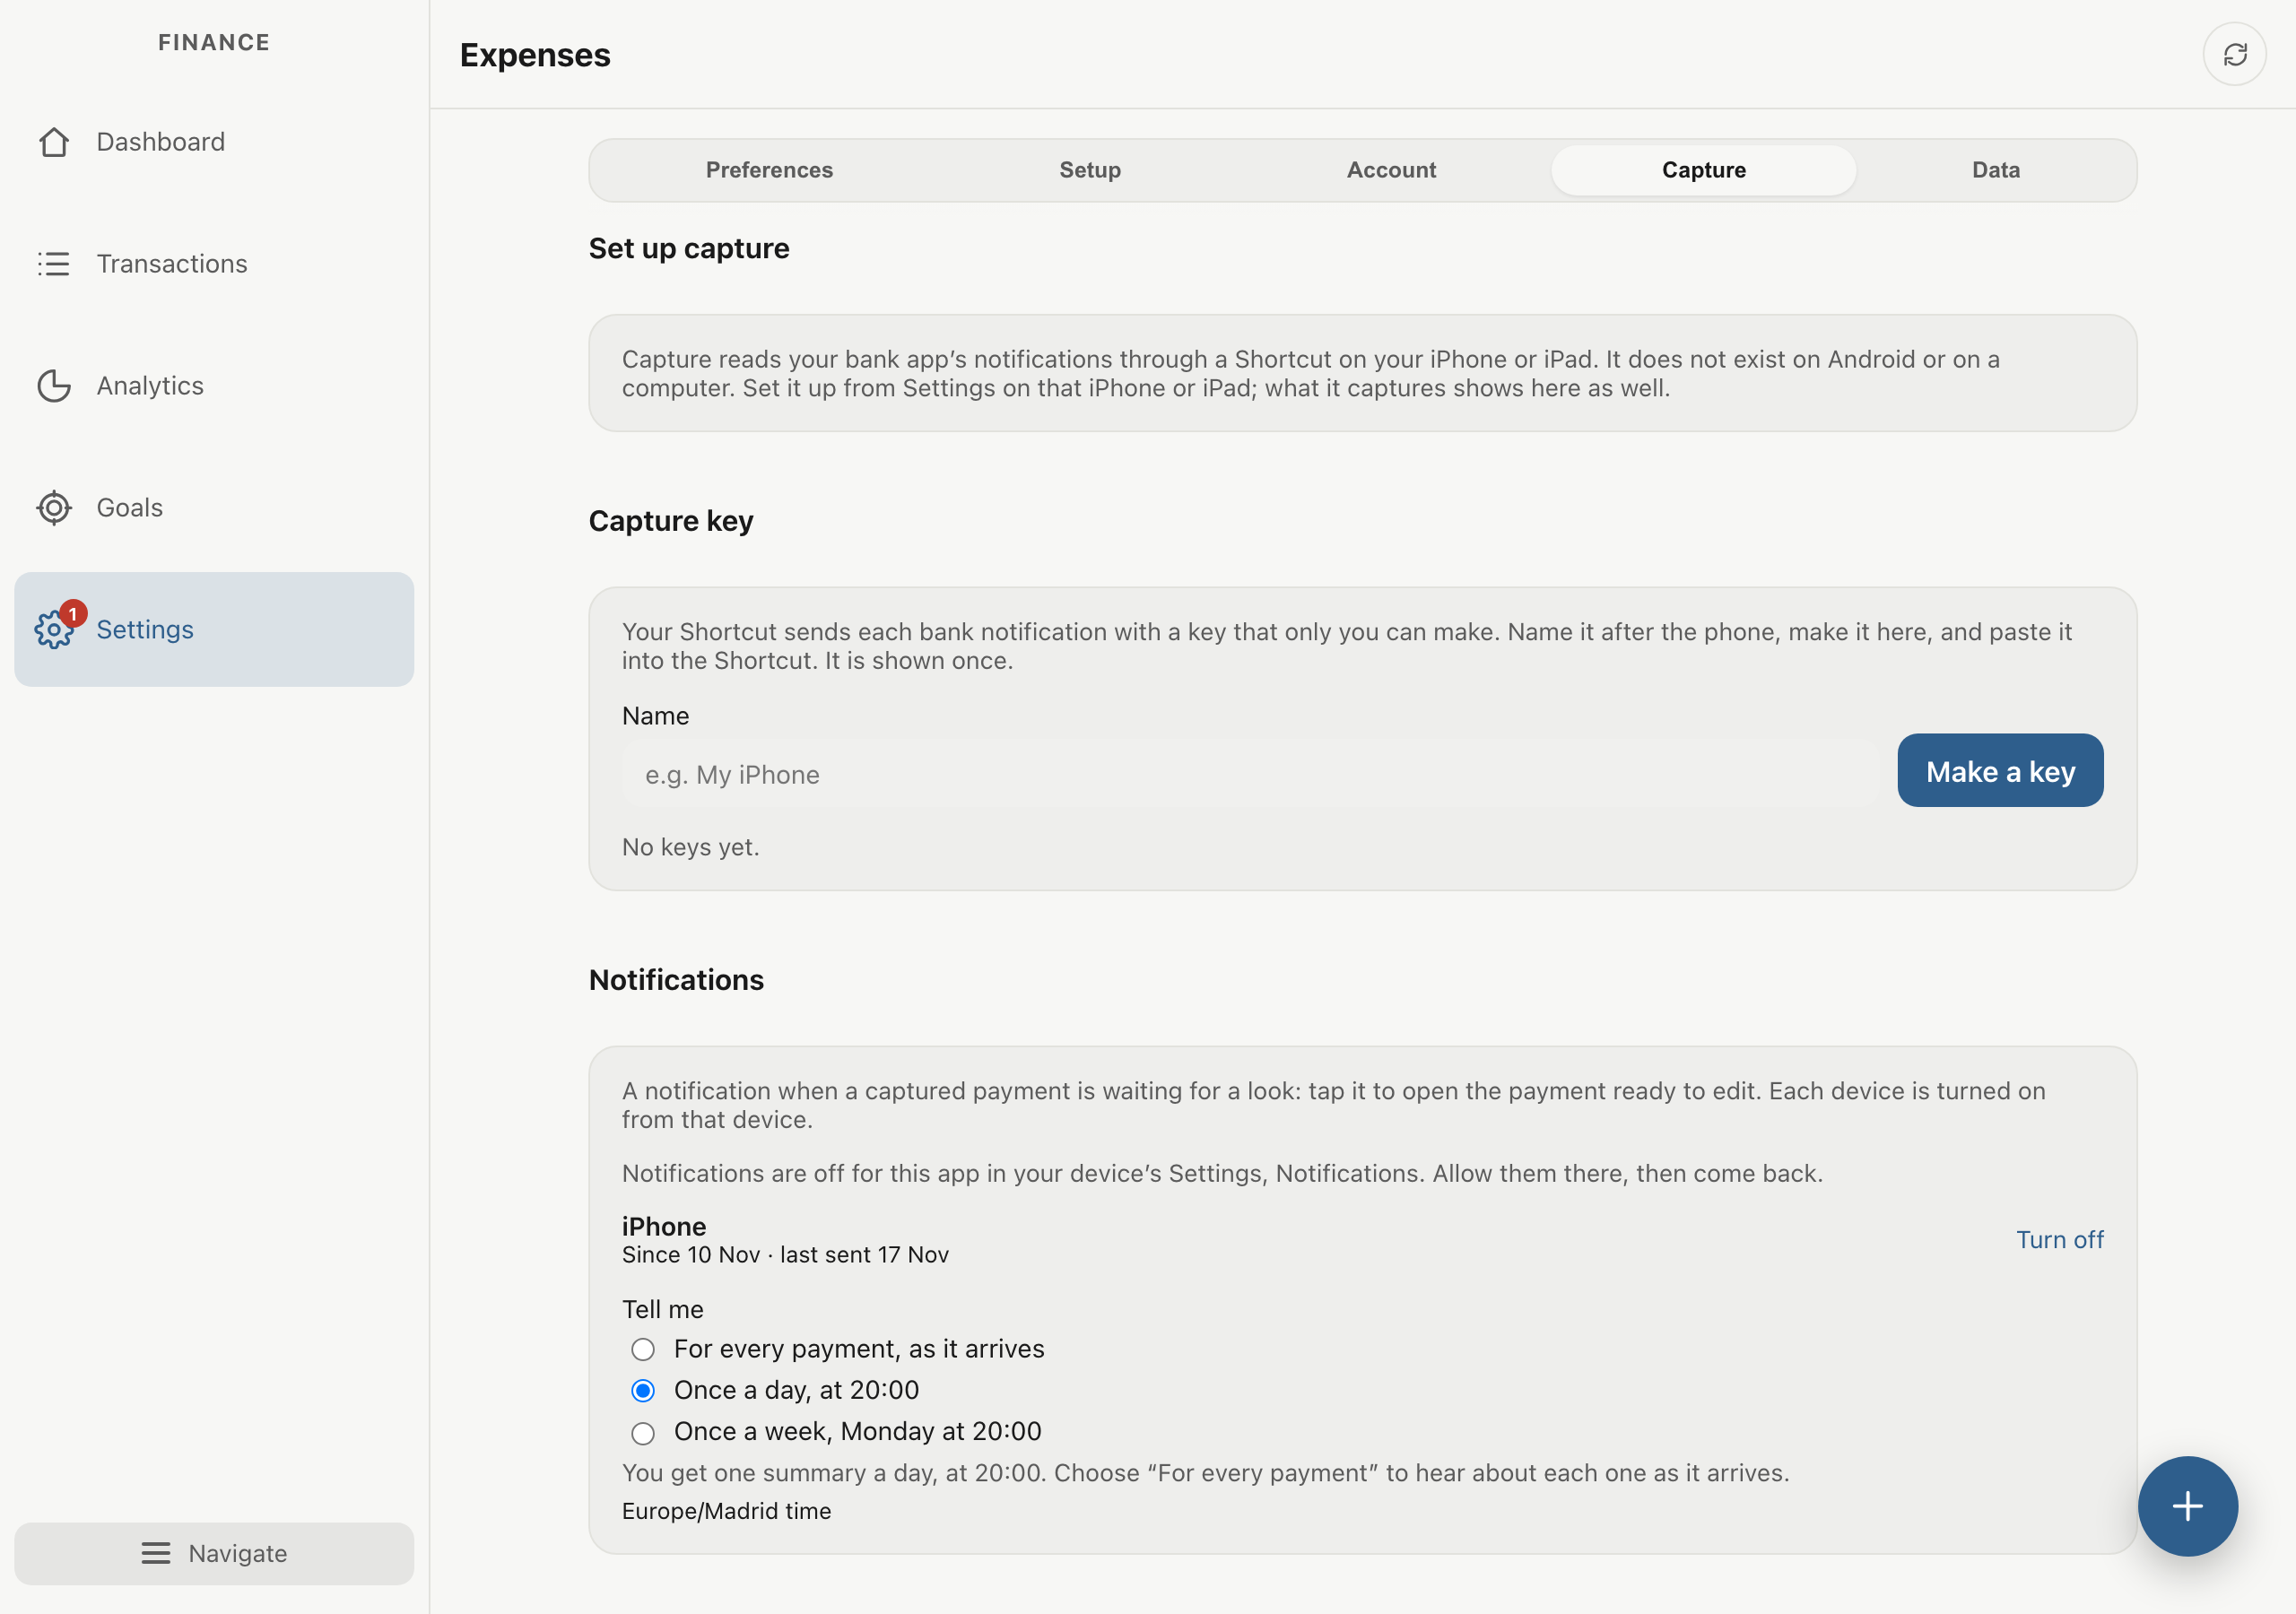 FINANCE
Dashboard
Transactions
Analytics
Goals
1
Settings
Navigate
Expenses
Preferences
Setup
Account
Capture
Data
Set up capture
Capture reads your bank app’s notifications through a Shortcut on your iPhone or iPad. It does not exist on Android or on a
computer. Set it up from Settings on that iPhone or iPad; what it captures shows here as well.
Capture key
Your Shortcut sends each bank notification with a key that only you can make. Name it after the phone, make it here, and paste it
into the Shortcut. It is shown once.
Name
e.g. My iPhone
Make a key
No keys yet.
Notifications
A notification when a captured payment is waiting for a look: tap it to open the payment ready to edit. Each device is turned on
from that device.
Notifications are off for this app in your device’s Settings, Notifications. Allow them there, then come back.
iPhone
Since 10 Nov · last sent 17 Nov
Turn off
Tell me
For every payment, as it arrives
Once a day, at 20:00
Once a week, Monday at 20:00
You get one summary a day, at 20:00. Choose “For every payment” to hear about each one as it arrives.
Europe/Madrid time